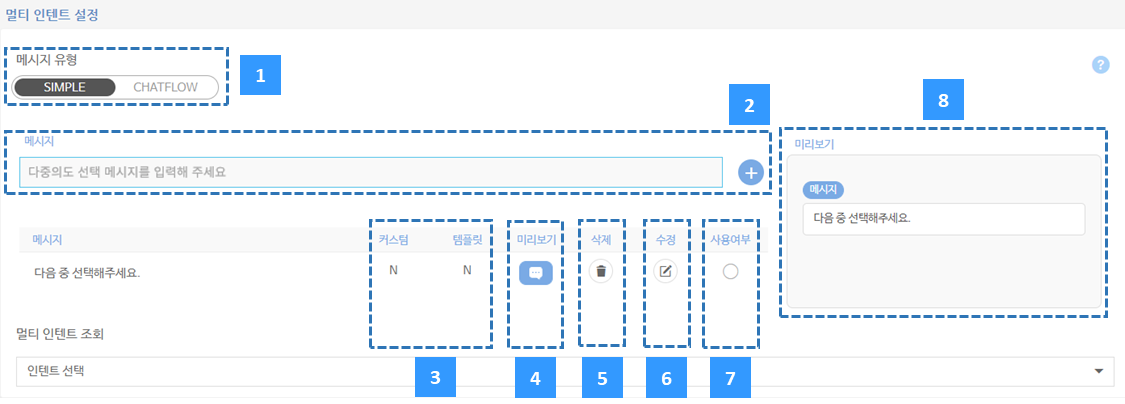 멀티 인텐트 설정
메시지 유형
SIMPLE CHATFLOW
1
?
2
8
메시지
다중의도 선택 메시지를 입력해 주세요
+
미리보기
메시지
다음 중 선택해주세요.
메시지 커스텀 템플릿 미리보기 삭제 수정 사용여부
다음 중 선택해주세요. N N
멀티 인텐트 조회
인텐트 선택
3 4 5 6 7